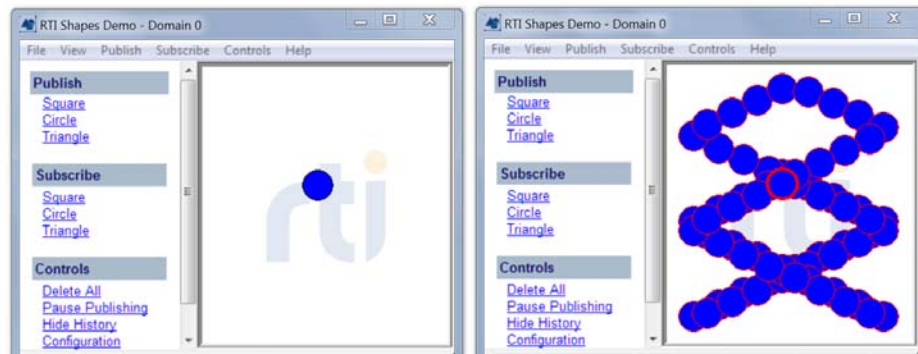 RTI Shapes Demo - Domain 0
File View Publish Subscribe Controls Help
Publish
Square
Circle
Triangle
Subscribe
Square
Circle
Triangle
Controls
Delete All
Pause Publishing
Hide History
Configuration
rti
RTI Shapes Demo - Domain 0
File View Publish Subscribe Controls Help
Publish
Square
Circle
Triangle
Subscribe
Square
Circle
Triangle
Controls
Delete All
Pause Publishing
Hide History
Configuration